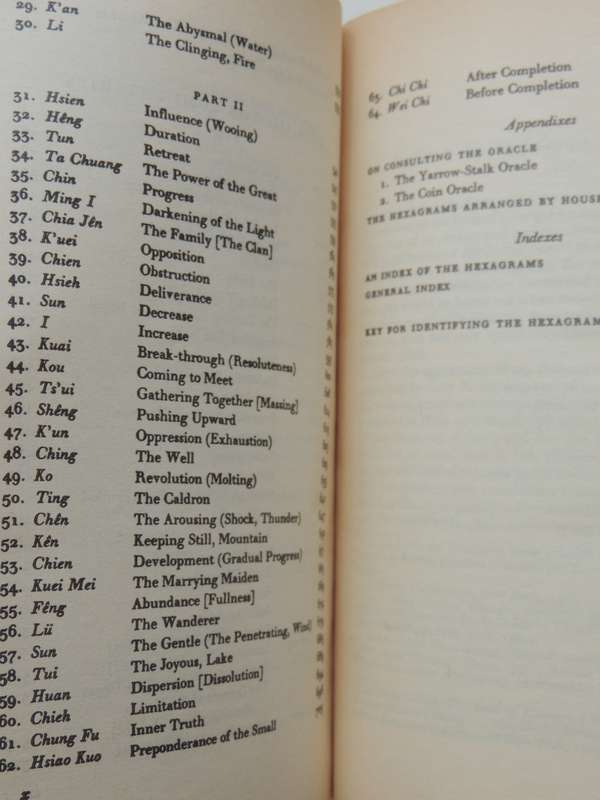 29. K'an The Abysmal (Water)
30. Li The Clinging, Fire
PART II
31. Hsien Influence (Wooing)
32. Hêng Duration
33. Tun Retreat
34. Ta Chuang The Power of the Great
35. Chin Progress
36. Ming I Darkening of the Light
37. Chia Jên The Family [The Clan]
38. K'uei Opposition
39. Chien Obstruction
40. Hsieh Deliverance
41. Sun Decrease
42. I Increase
43. Kuai Break-through (Resoluteness)
44. Kou Coming to Meet
45. Ts'ui Gathering Together [Massing]
46. Shêng Pushing Upward
47. K'un Oppression (Exhaustion)
48. Ching The Well
49. Ko Revolution (Molting)
50. Ting The Caldron
51. Chên The Arousing (Shock, Thunder)
52. Kên Keeping Still, Mountain
53. Chien Development (Gradual Progress)
54. Kuei Mei The Marrying Maiden
55. Fêng Abundance [Fullness]
56. Lü The Wanderer
57. Sun The Gentle (The Penetrating, Wind)
58. Tui The Joyous, Lake
59. Huan Dispersion [Dissolution]
60. Chieh Limitation
61. Chung Fu Inner Truth
62. Hsiao Kuo Preponderance of the Small
x
63. Chi Chi After Completion
64. Wei Chi Before Completion
Appendixes
ON CONSULTING THE ORACLE
1. The Yarrow-Stalk Oracle
2. The Coin Oracle
THE HEXAGRAMS ARRANGED BY HOUSE
Indexes
AN INDEX OF THE HEXAGRAMS
GENERAL INDEX
KEY FOR IDENTIFYING THE HEXAGRAM